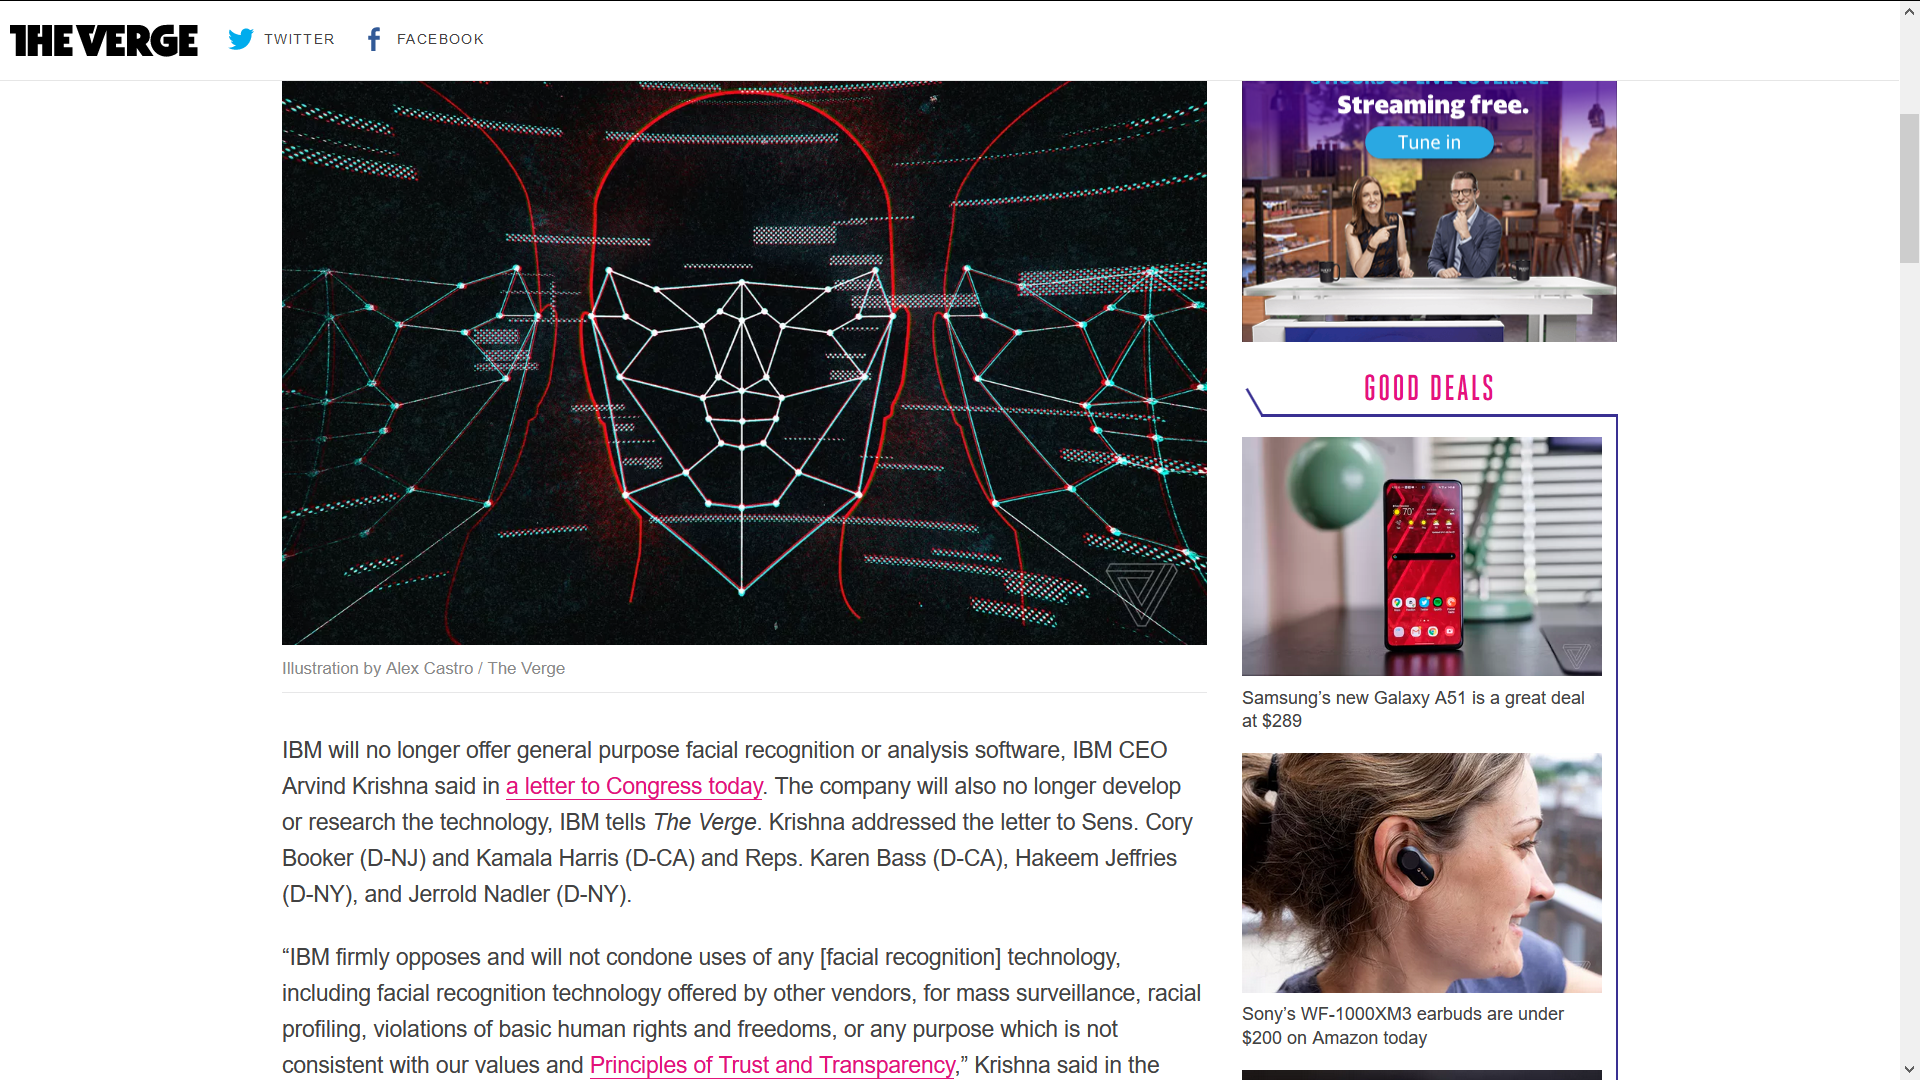 THE VERGE
TWITTER
FACEBOOK
Streaming free.
Tune in
Illustration by Alex Castro / The Verge
IBM will no longer offer general purpose facial recognition or analysis software, IBM CEO
Arvind Krishna said in a letter to Congress today. The company will also no longer develop
or research the technology, IBM tells The Verge. Krishna addressed the letter to Sens. Cory
Booker (D-NJ) and Kamala Harris (D-CA) and Reps. Karen Bass (D-CA), Hakeem Jeffries
(D-NY), and Jerrold Nadler (D-NY).
“IBM firmly opposes and will not condone uses of any [facial recognition] technology,
including facial recognition technology offered by other vendors, for mass surveillance, racial
profiling, violations of basic human rights and freedoms, or any purpose which is not
consistent with our values and Principles of Trust and Transparency,” Krishna said in the
GOOD DEALS
Samsung’s new Galaxy A51 is a great deal
at $289
Sony’s WF-1000XM3 earbuds are under
$200 on Amazon today